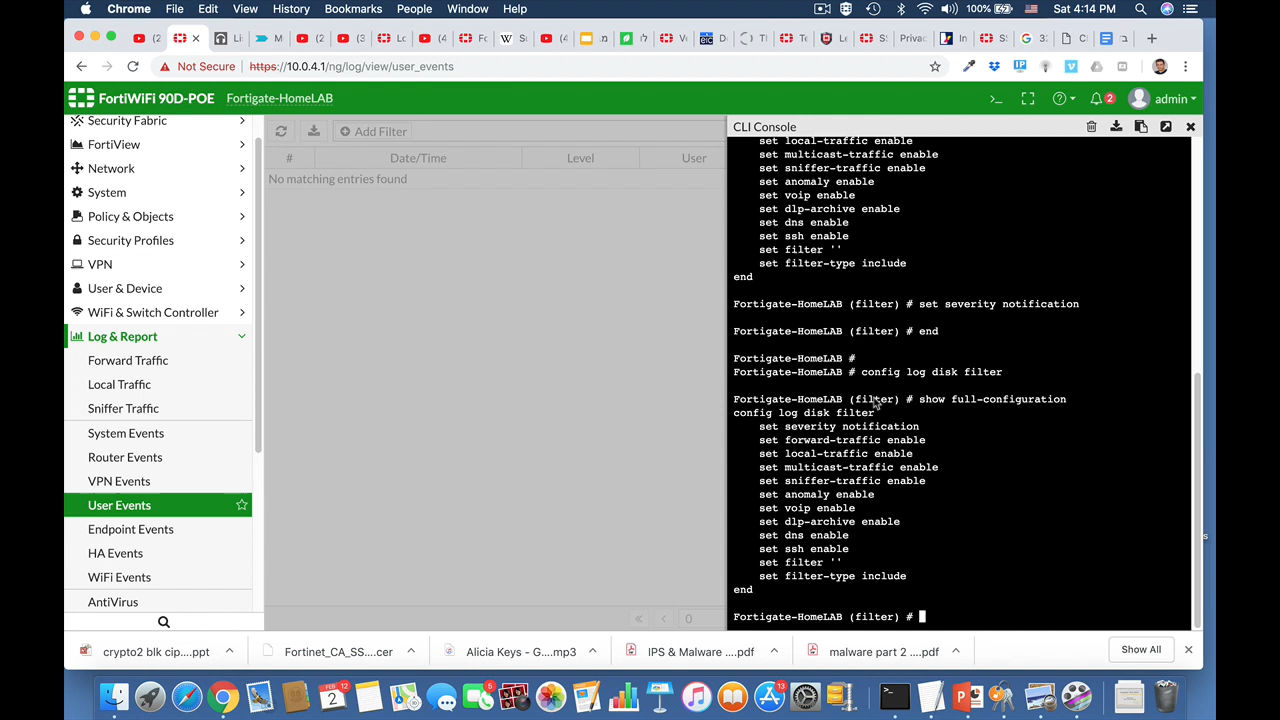 Chrome File Edit View History Bookmarks People Window Help 100% Sat 4:14 PM
Not Secure https://10.0.4.1/ng/log/view/user_events
FortiWiFi 90D-POE Fortigate-HomeLAB >_ 2 admin
Security Fabric
FortiView
Network
System
Policy & Objects
Security Profiles
VPN
User & Device
WiFi & Switch Controller
Log & Report
Forward Traffic
Local Traffic
Sniffer Traffic
System Events
Router Events
VPN Events
User Events
Endpoint Events
HA Events
WiFi Events
AntiVirus
Add Filter
# Date/Time Level User
No matching entries found
0
CLI Console
set local-traffic enable
set multicast-traffic enable
set sniffer-traffic enable
set anomaly enable
set voip enable
set dlp-archive enable
set dns enable
set ssh enable
set filter ''
set filter-type include
end
Fortigate-HomeLAB (filter) # set severity notification
Fortigate-HomeLAB (filter) # end
Fortigate-HomeLAB #
Fortigate-HomeLAB # config log disk filter
Fortigate-HomeLAB (filter) # show full-configuration
config log disk filter
set severity notification
set forward-traffic enable
set local-traffic enable
set multicast-traffic enable
set sniffer-traffic enable
set anomaly enable
set voip enable
set dlp-archive enable
set dns enable
set ssh enable
set filter ''
set filter-type include
end
Fortigate-HomeLAB (filter) #
crypto2 blk cip....ppt Fortinet_CA_SS....cer Alicia Keys - G....mp3 IPS & Malware ....pdf malware part 2 ....pdf Show All